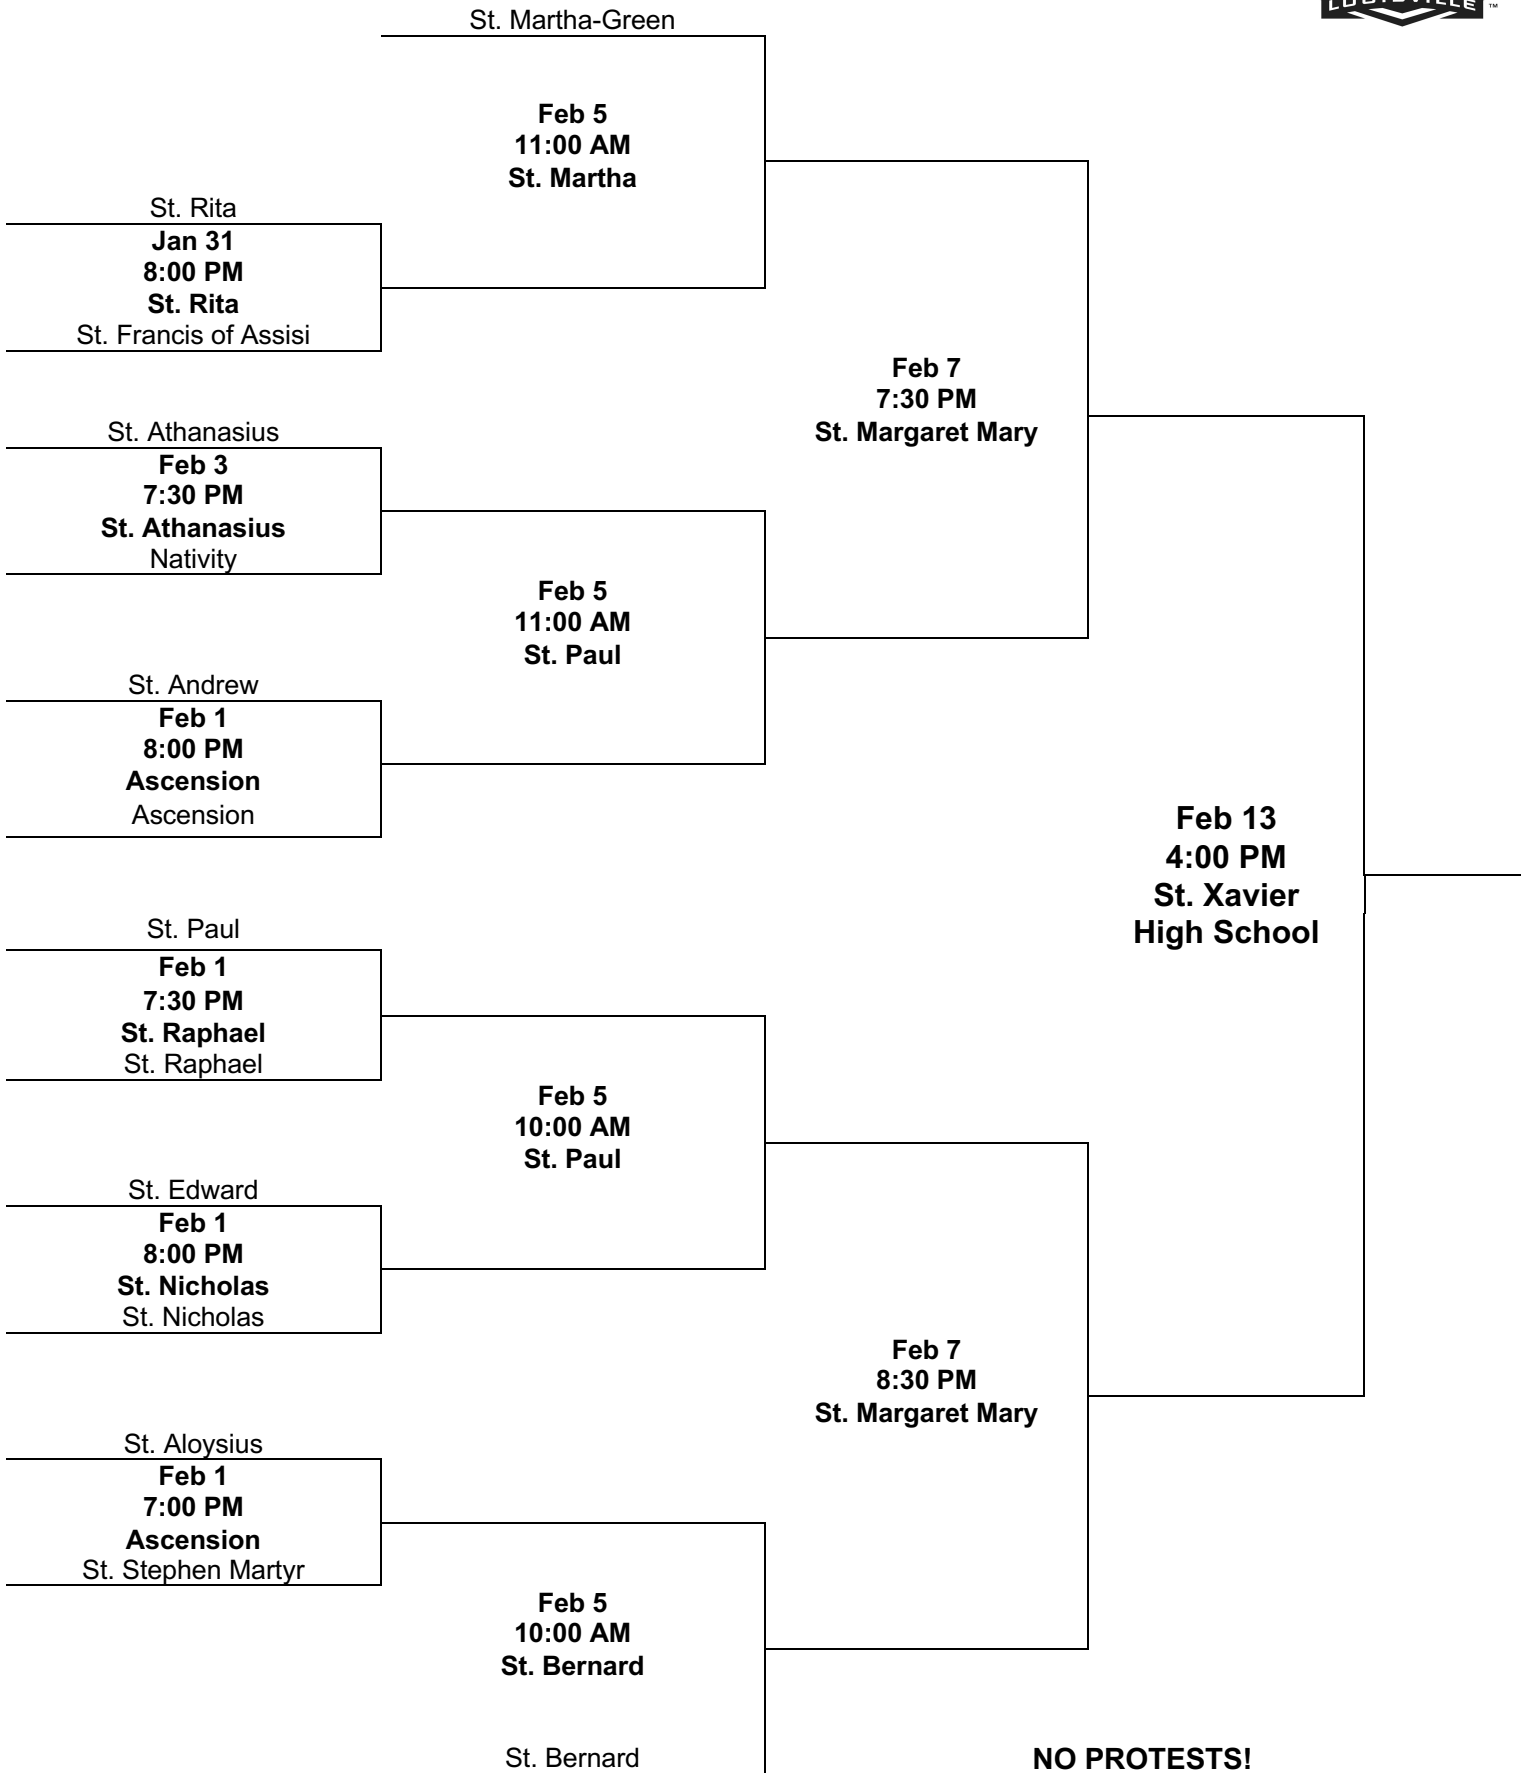 LOUISVILLE ™
St. Martha-Green
Feb 5
11:00 AM
St. Martha
St. Rita
Jan 31
8:00 PM
St. Rita
St. Francis of Assisi
Feb 7
7:30 PM
St. Margaret Mary
St. Athanasius
Feb 3
7:30 PM
St. Athanasius
Nativity
Feb 5
11:00 AM
St. Paul
St. Andrew
Feb 1
8:00 PM
Ascension
Ascension
Feb 13
4:00 PM
St. Xavier
High School
St. Paul
Feb 1
7:30 PM
St. Raphael
St. Raphael
Feb 5
10:00 AM
St. Paul
St. Edward
Feb 1
8:00 PM
St. Nicholas
St. Nicholas
Feb 7
8:30 PM
St. Margaret Mary
St. Aloysius
Feb 1
7:00 PM
Ascension
St. Stephen Martyr
Feb 5
10:00 AM
St. Bernard
St. Bernard
NO PROTESTS!